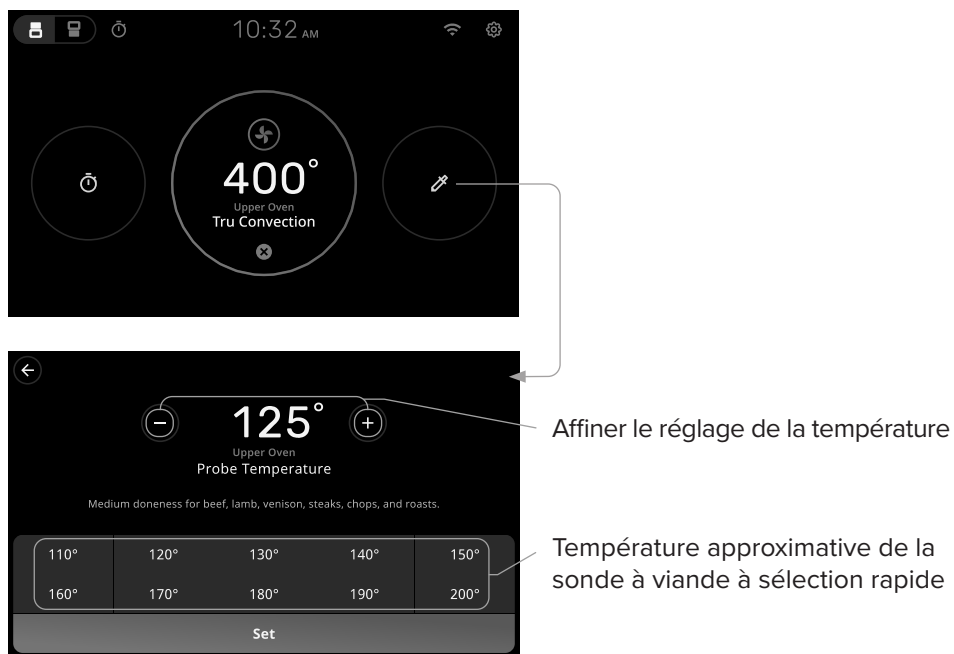 10:32 AM
400°
Upper Oven
Tru Convection
125°
Upper Oven
Probe Temperature
Affiner le réglage de la température
Medium doneness for beef, lamb, venison, steaks, chops, and roasts.
110° 120° 130° 140° 150°
160° 170° 180° 190° 200°
Set
Température approximative de la
sonde à viande à sélection rapide